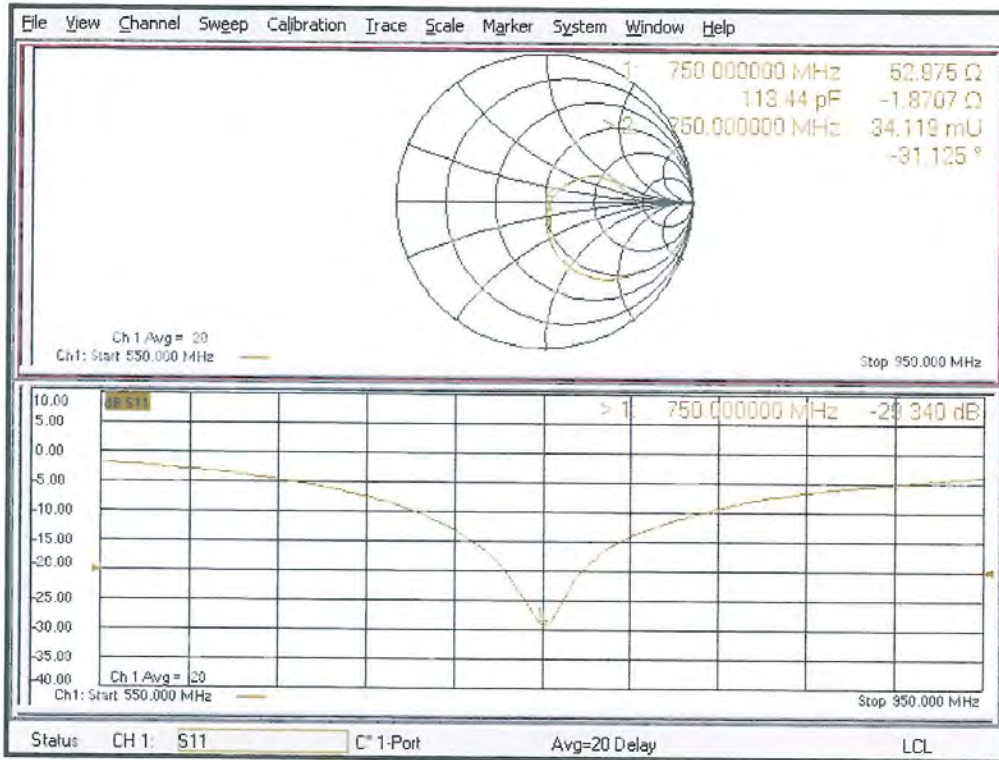 File View Channel Sweep Calibration Trace Scale Marker System Window Help
1: 750.000000 MHz 52.975 Ω
113.44 pF -1.8707 Ω
> 2: 750.000000 MHz 34.119 mU
-31.125 °
Ch 1 Avg = 20
Ch1: Start 550.000 MHz
Stop 950.000 MHz
10.00
dB S11
> 1: 750.000000 MHz -29.340 dB
5.00
0.00
-5.00
-10.00
-15.00
-20.00
-25.00
-30.00
-35.00
-40.00
Ch 1 Avg = 20
Ch1: Start 550.000 MHz
Stop 950.000 MHz
Status CH 1: S11 C* 1-Port Avg=20 Delay LCL